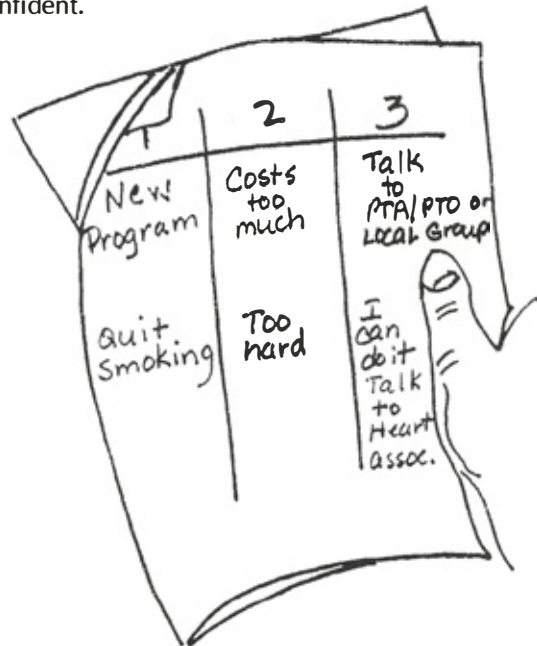 onfident.
1 2 3
New
Program
Costs
too
much
Talk
to
PTA/PTO or
Local Group
Quit
Smoking
Too
hard
I
can
do it
Talk
to
Heart
assoc.